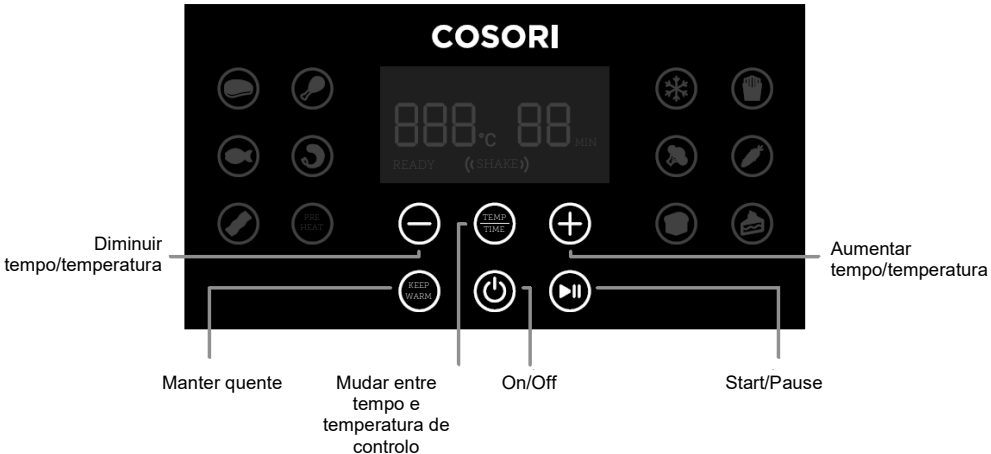 COSORI
888 °C 88 MIN
READY ((SHAKE))
PRE
HEAT
TEMP
TIME
Diminuir
tempo/temperatura
Aumentar
tempo/temperatura
KEEP
WARM
Manter quente
Mudar entre
tempo e
temperatura de
controlo
On/Off
Start/Pause